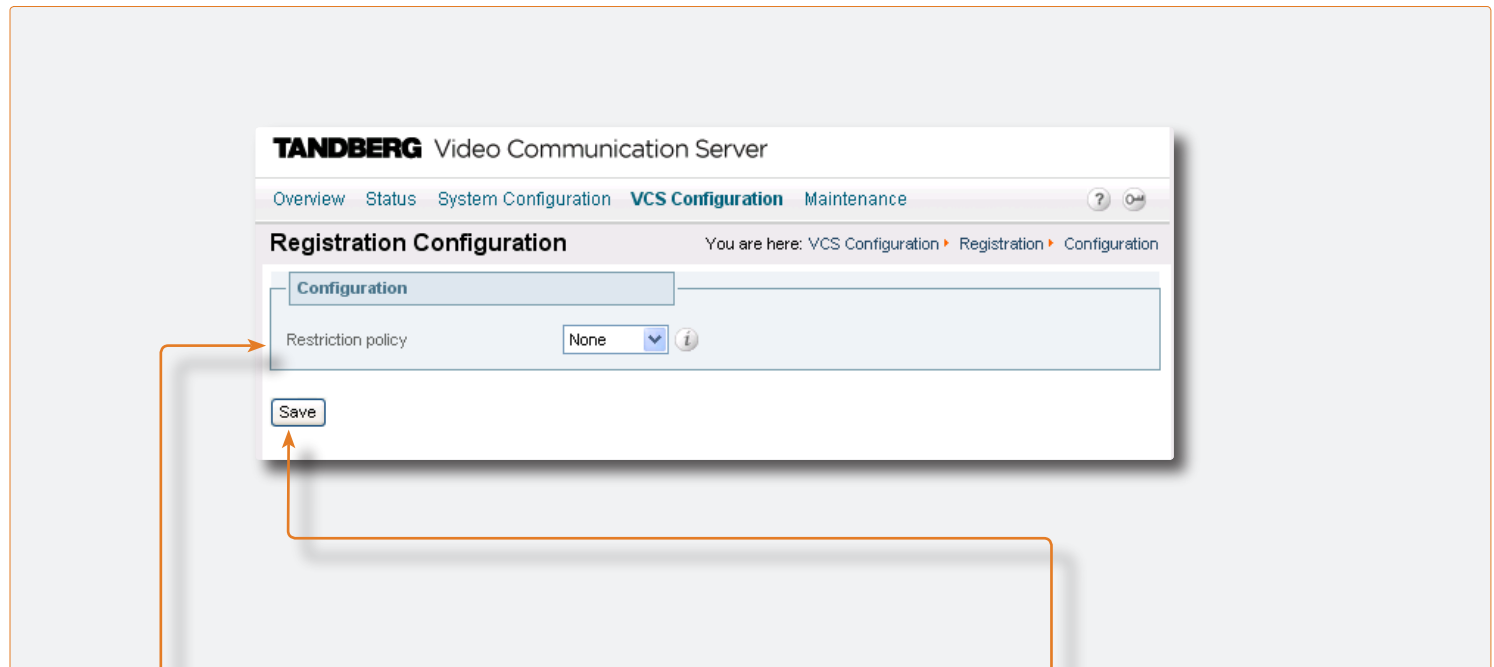 TANDBERG Video Communication Server
Overview Status System Configuration VCS Configuration Maintenance ?
Registration Configuration You are here: VCS Configuration Registration Configuration
Configuration
Restriction policy None i
Save